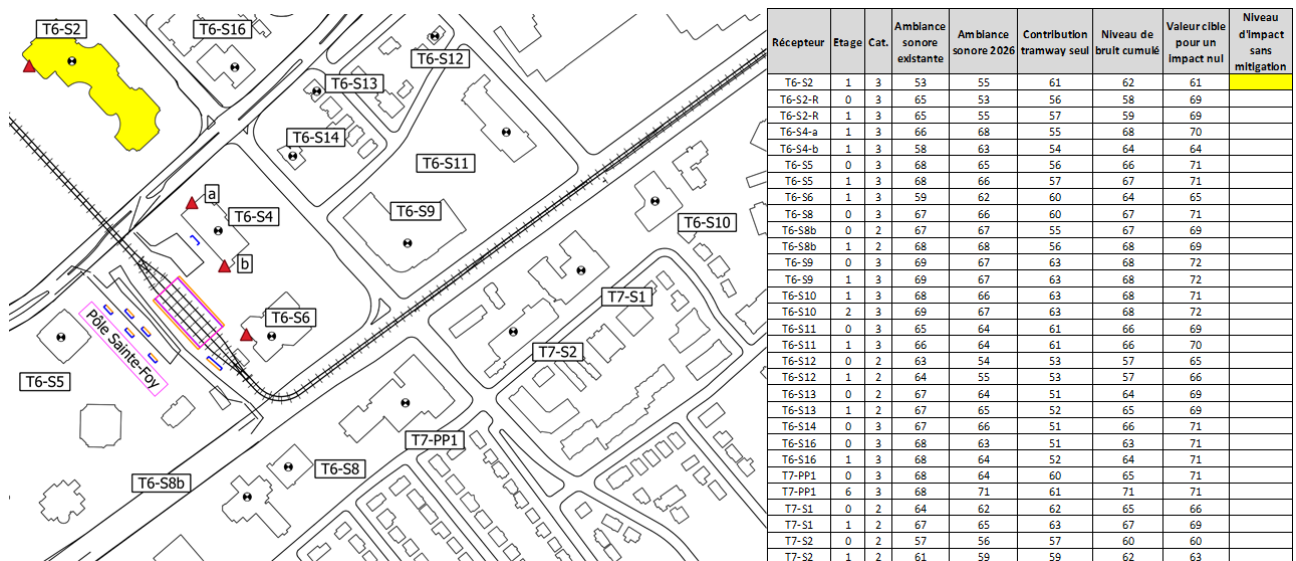 T6-S2
T6-S16
T6-S12
T6-S13
T6-S14
T6-S11
a
T6-S4
T6-S9
T6-S10
b
T7-S1
T6-S6
T7-S2
Pôle Sainte-Foy
T6-S5
T7-PP1
T6-S8
T6-S8b
Récepteur Etage Cat. Ambiance sonore existante Ambiance sonore 2026 Contribution tramway seul Niveau de bruit cumulé Valeur cible pour un impact nul Niveau d'impact sans mitigation
T6-S2 1 3 53 55 61 62 61
T6-S2-R 0 3 65 53 56 58 69
T6-S2-R 1 3 65 55 57 59 69
T6-S4-a 1 3 66 68 55 68 70
T6-S4-b 1 3 58 63 54 64 64
T6-S5 0 3 68 65 56 66 71
T6-S5 1 3 68 66 57 67 71
T6-S6 1 3 59 62 60 64 65
T6-S8 0 3 67 66 60 67 71
T6-S8b 0 2 67 67 55 67 69
T6-S8b 1 2 68 68 56 68 69
T6-S9 0 3 69 67 63 68 72
T6-S9 1 3 69 67 63 68 72
T6-S10 1 3 68 66 63 68 71
T6-S10 2 3 69 67 63 68 72
T6-S11 0 3 65 64 61 66 69
T6-S11 1 3 66 64 61 66 70
T6-S12 0 2 63 54 53 57 65
T6-S12 1 2 64 55 53 57 66
T6-S13 0 2 67 64 51 64 69
T6-S13 1 2 67 65 52 65 69
T6-S14 0 3 67 66 51 66 71
T6-S16 0 3 68 63 51 63 71
T6-S16 1 3 68 64 52 64 71
T7-PP1 0 3 68 64 60 65 71
T7-PP1 6 3 68 71 61 71 71
T7-S1 0 2 64 62 62 65 66
T7-S1 1 2 67 65 63 67 69
T7-S2 0 2 57 56 57 60 60
T7-S2 1 2 61 59 59 62 63